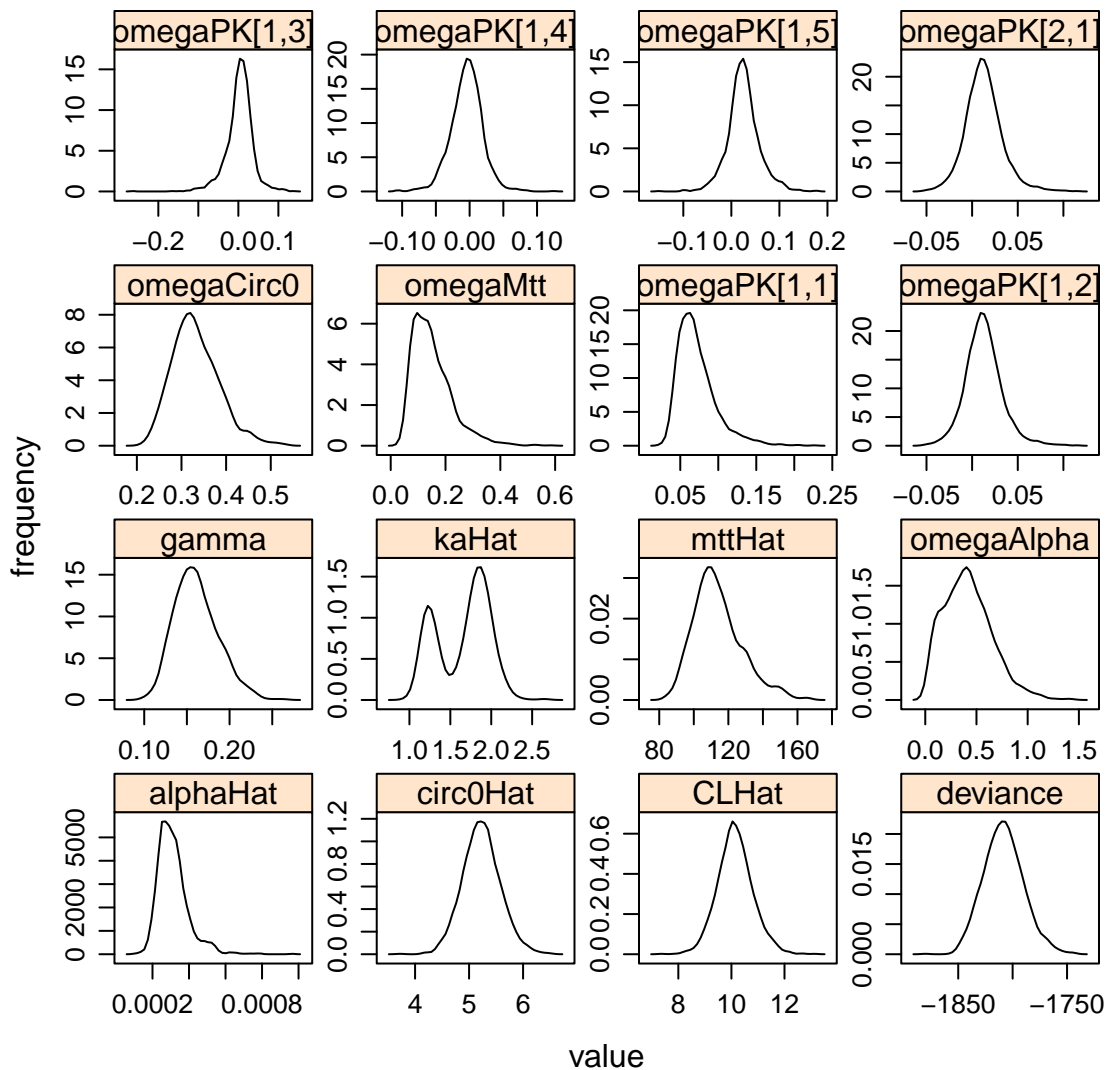 omegaPK[1,3] omegaPK[1,4] omegaPK[1,5] omegaPK[2,1]
0 5 10 15
−0.2 0.0 0.1
0 5 10 15 20
−0.10 0.00 0.10
0 5 10 15
−0.1 0.0 0.1 0.2
0 5 10 20
−0.05 0.05
omegaCirc0 omegaMtt omegaPK[1,1] omegaPK[1,2]
0 2 4 6 8
0.2 0.3 0.4 0.5
0 2 4 6
0.0 0.2 0.4 0.6
0 5 10 15 20
0.05 0.15 0.25
0 5 10 20
−0.05 0.05
frequency
gamma kaHat mttHat omegaAlpha
0 5 10 15
0.10 0.20
0.0 0.5 1.0 1.5
1.0 1.5 2.0 2.5
0.00 0.02
80 120 160
0.0 0.5 1.0 1.5
0.0 0.5 1.0 1.5
alphaHat circ0Hat CLHat deviance
0 2000 5000
0.0002 0.0008
0.0 0.4 0.8 1.2
4 5 6
0.0 0.2 0.4 0.6
8 10 12
0.000 0.015
−1850 −1750
value